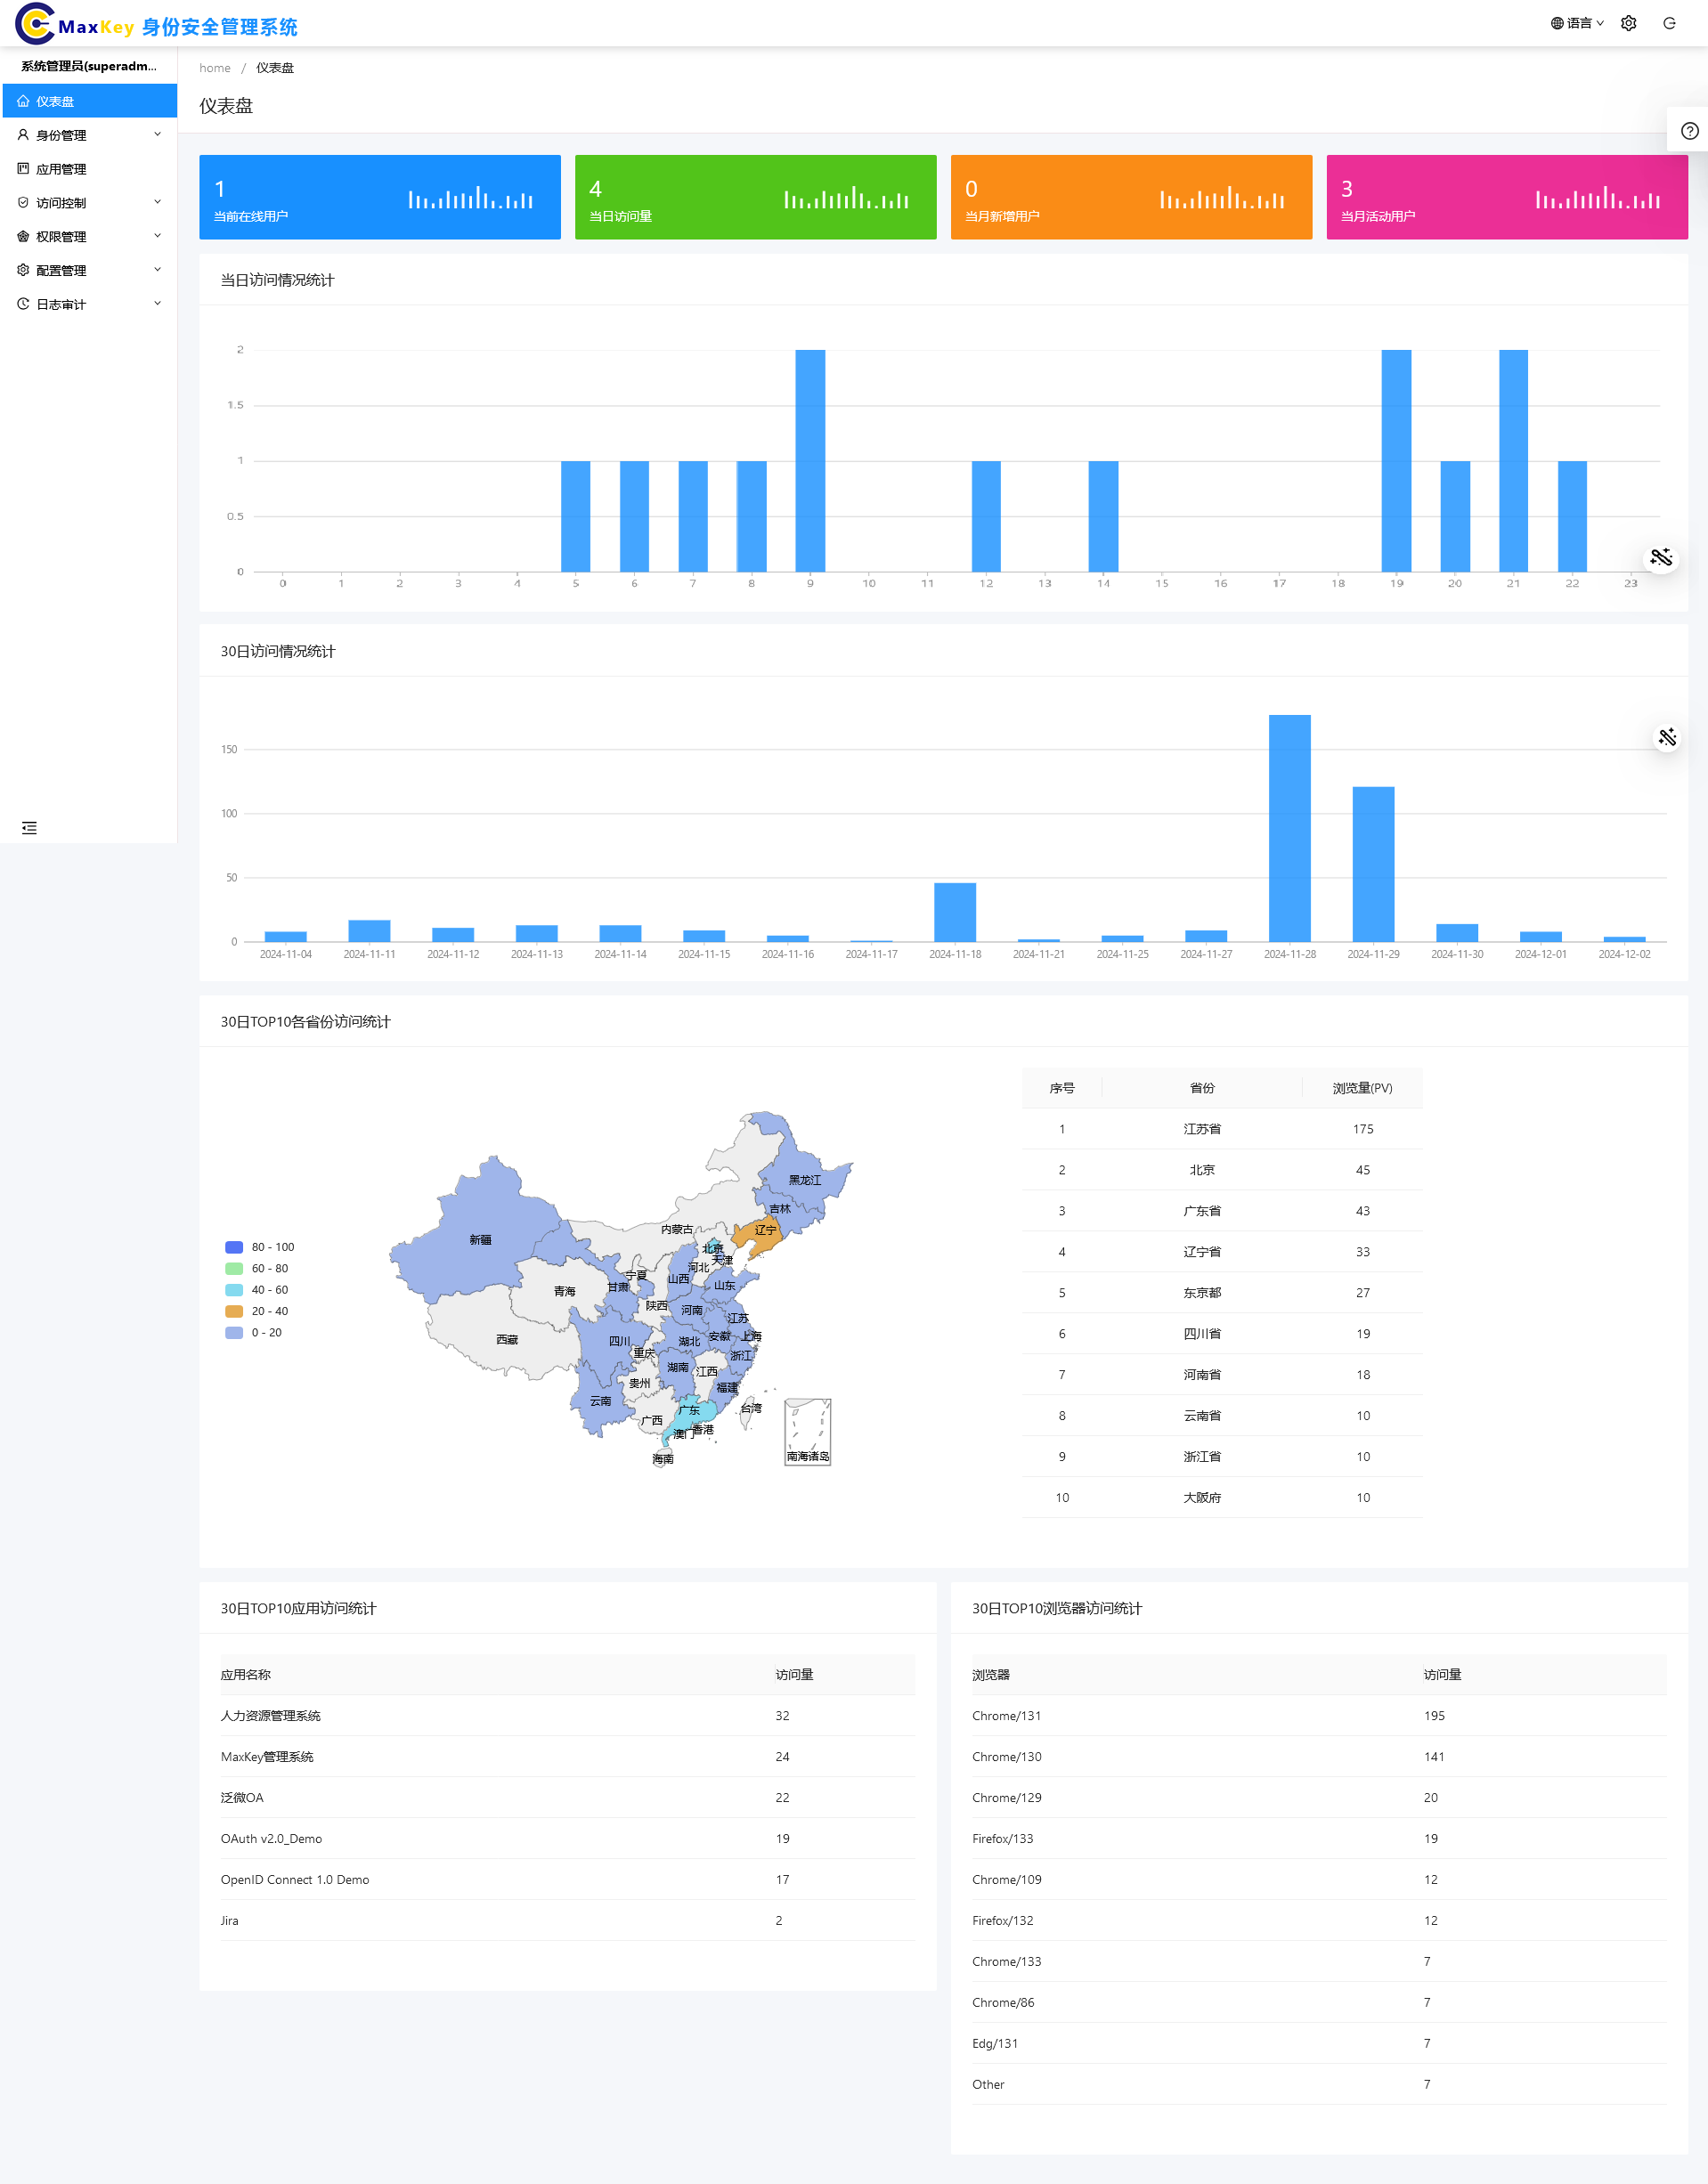 MaxKey 身份安全管理系统
语言
系统管理员(superadm...
仪表盘
身份管理
应用管理
访问控制
权限管理
配置管理
日志审计
home / 仪表盘
仪表盘
1
当前在线用户
4
当日访问量
0
当月新增用户
3
当月活动用户
当日访问情况统计
2
1.5
1
0.5
0
0 1 2 3 4 5 6 7 8 9 10 11 12 13 14 15 16 17 18 19 20 21 22 23
30日访问情况统计
150
100
50
0
2024-11-04 2024-11-11 2024-11-12 2024-11-13 2024-11-14 2024-11-15 2024-11-16 2024-11-17 2024-11-18 2024-11-21 2024-11-25 2024-11-27 2024-11-28 2024-11-29 2024-11-30 2024-12-01 2024-12-02
30日TOP10各省份访问统计
80 - 100
60 - 80
40 - 60
20 - 40
0 - 20
黑龙江
吉林
辽宁
内蒙古
新疆
北京
天津
河北
宁夏
山西
山东
甘肃
青海
陕西
河南
江苏
西藏
四川
湖北
安徽
上海
重庆
浙江
湖南
江西
贵州
福建
云南
广东
台湾
广西
香港
澳门
海南
南海诸岛
序号 省份 浏览量(PV)
1 江苏省 175
2 北京 45
3 广东省 43
4 辽宁省 33
5 东京都 27
6 四川省 19
7 河南省 18
8 云南省 10
9 浙江省 10
10 大阪府 10
30日TOP10应用访问统计
应用名称 访问量
人力资源管理系统 32
MaxKey管理系统 24
泛微OA 22
OAuth v2.0_Demo 19
OpenID Connect 1.0 Demo 17
Jira 2
30日TOP10浏览器访问统计
浏览器 访问量
Chrome/131 195
Chrome/130 141
Chrome/129 20
Firefox/133 19
Chrome/109 12
Firefox/132 12
Chrome/133 7
Chrome/86 7
Edg/131 7
Other 7